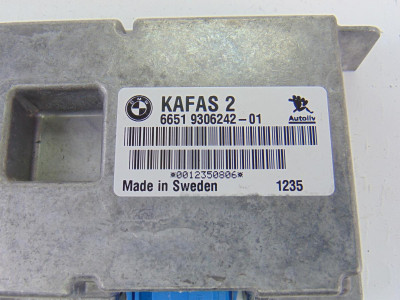 KAFAS 2
6651 9306242-01
Autoliv
*0012350806*
Made in Sweden 1235